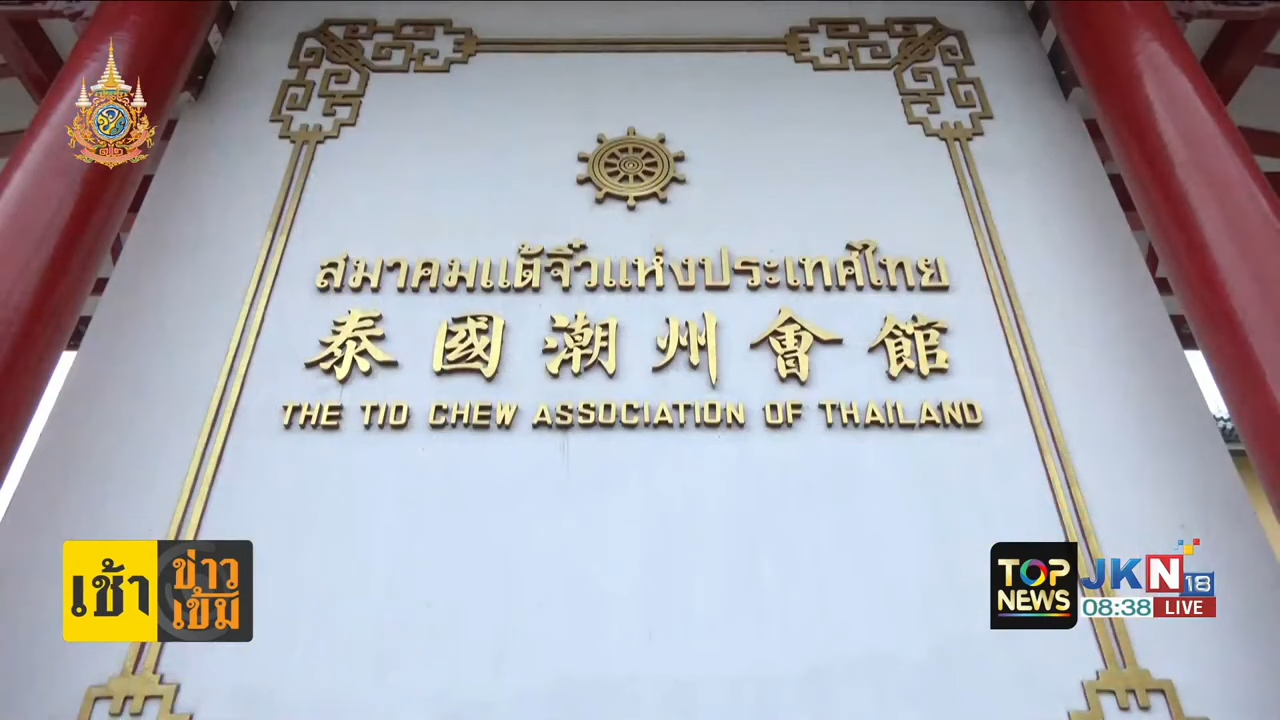 สมาคมแต้จิ๋วแห่งประเทศไทย
泰國潮州會館
THE TIO CHEW ASSOCIATION OF THAILAND
เช้า ข่าว
เข้ม
TOP
NEWS
JKN 18
08:38 LIVE